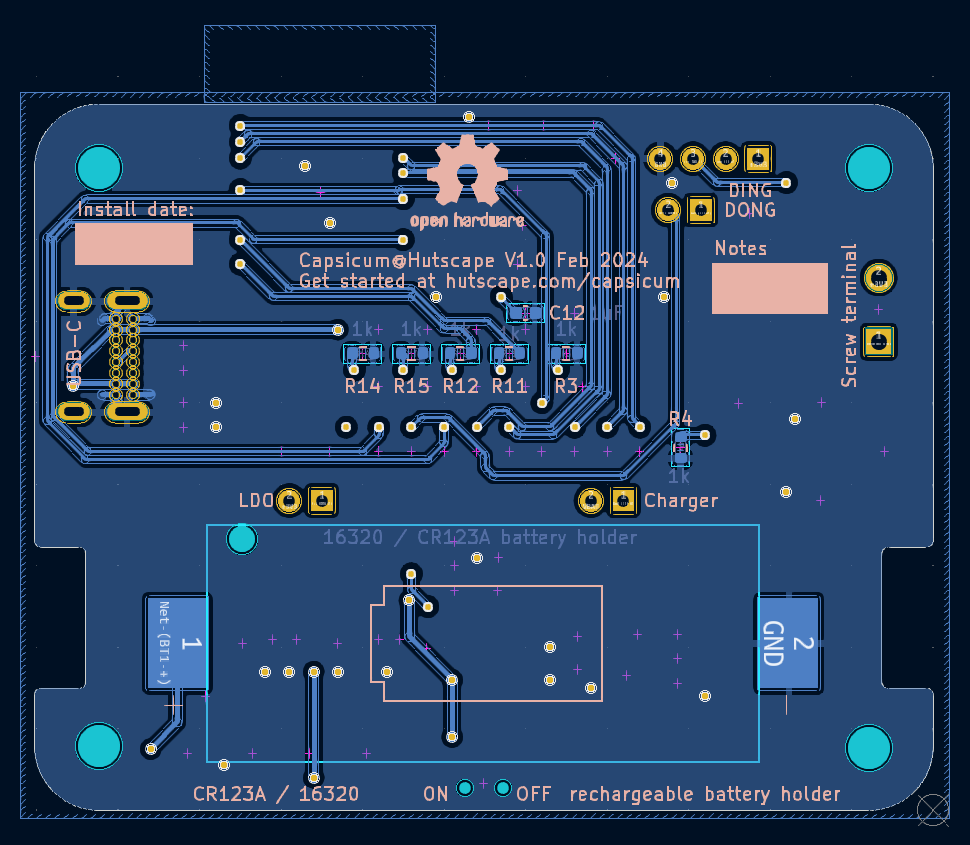 DING
DONG
Install date:
open hardware
Notes
Capsicum@Hutscape V1.0 Feb 2024
Get started at hutscape.com/capsicum
Screw terminal
2
C12 1uF
USB-C
1k 1k 1k 1k 1k
R14 R15 R12 R11 R3
R4
1k
LDO
Charger
16320 / CR123A battery holder
1
Net-(BT1-+)
2
GND
CR123A / 16320
ON OFF
rechargeable battery holder